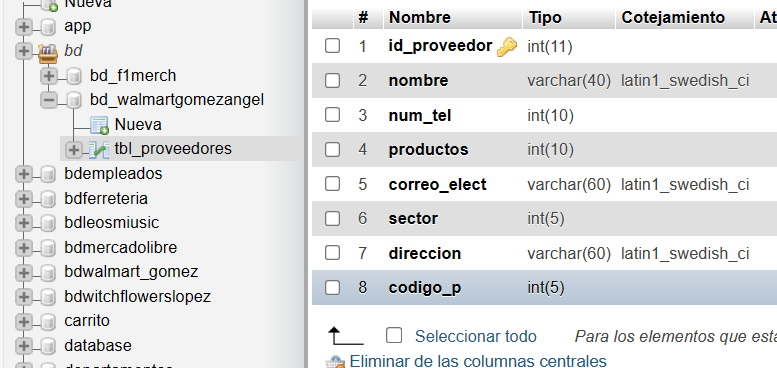 Nueva
app
bd
bd_f1merch
bd_walmartgomezangel
Nueva
tbl_proveedores
bdempleados
bdferreteria
bdleosmiusic
bdmercadolibre
bdwalmart_gomez
bdwitchflowerslopez
carrito
database
departamentos
# Nombre Tipo Cotejamiento At
1 id_proveedor int(11)
2 nombre varchar(40) latin1_swedish_ci
3 num_tel int(10)
4 productos int(10)
5 correo_elect varchar(60) latin1_swedish_ci
6 sector int(5)
7 direccion varchar(60) latin1_swedish_ci
8 codigo_p int(5)
Seleccionar todo Para los elementos que está
Eliminar de las columnas centrales